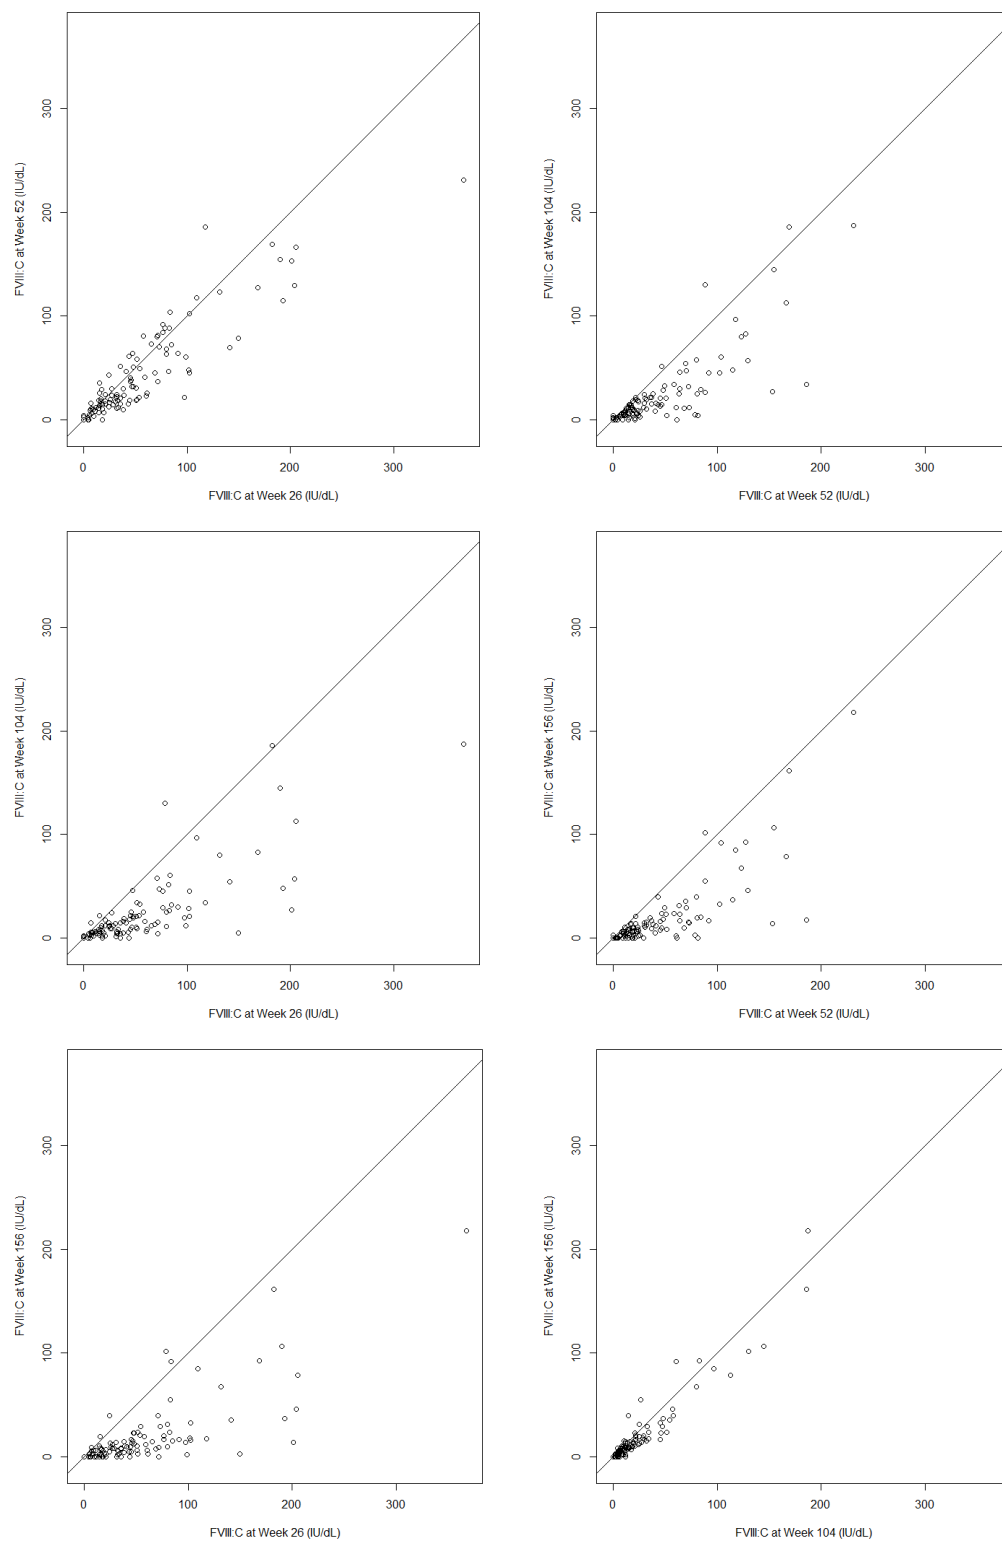 FVIII:C at Week 52 (IU/dL)
300
200
100
0
0 100 200 300
FVIII:C at Week 26 (IU/dL)
FVIII:C at Week 104 (IU/dL)
300
200
100
0
0 100 200 300
FVIII:C at Week 52 (IU/dL)
FVIII:C at Week 104 (IU/dL)
300
200
100
0
0 100 200 300
FVIII:C at Week 26 (IU/dL)
FVIII:C at Week 156 (IU/dL)
300
200
100
0
0 100 200 300
FVIII:C at Week 52 (IU/dL)
FVIII:C at Week 156 (IU/dL)
300
200
100
0
0 100 200 300
FVIII:C at Week 26 (IU/dL)
FVIII:C at Week 156 (IU/dL)
300
200
100
0
0 100 200 300
FVIII:C at Week 104 (IU/dL)